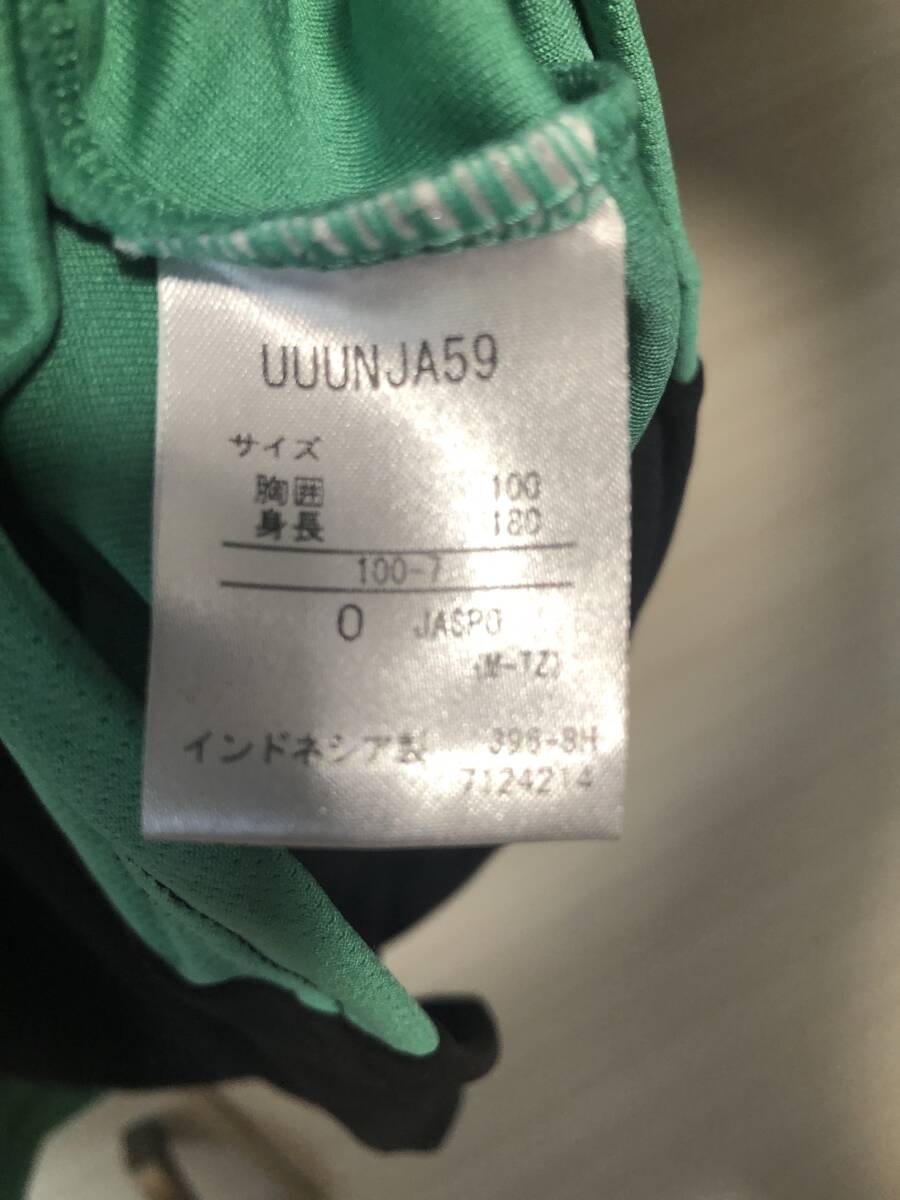 UUUNJA59
サイズ
胸囲 100
身長 180
100-7
O JASPO
(M-TZ)
インドネシア製 396-8H
7124214